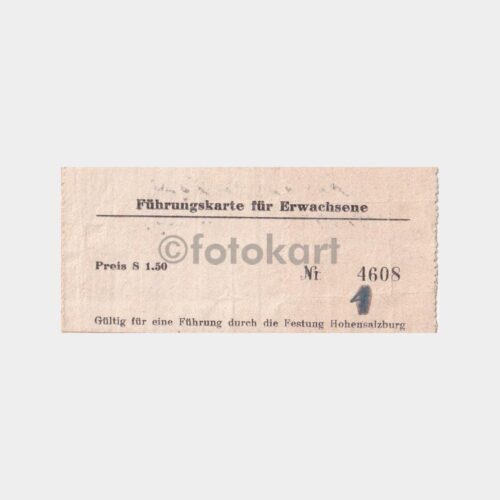 Führungskarte für Erwachsene
©fotokart
Preis S 1.50
Nr. 4608
1
Gültig für eine Führung durch die Festung Hohensalzburg